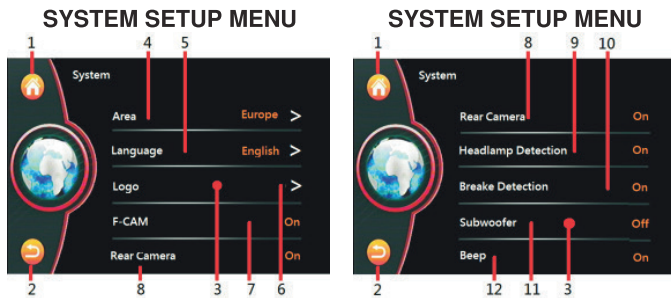 SYSTEM SETUP MENU
1 4 5
System
Area Europe >
Language English >
Logo >
F-CAM On
Rear Camera On
2 8 3 7 6
SYSTEM SETUP MENU
1 8 9 10
System
Rear Camera On
Headlamp Detection On
Breake Detection On
Subwoofer Off
Beep On
2 12 11 3